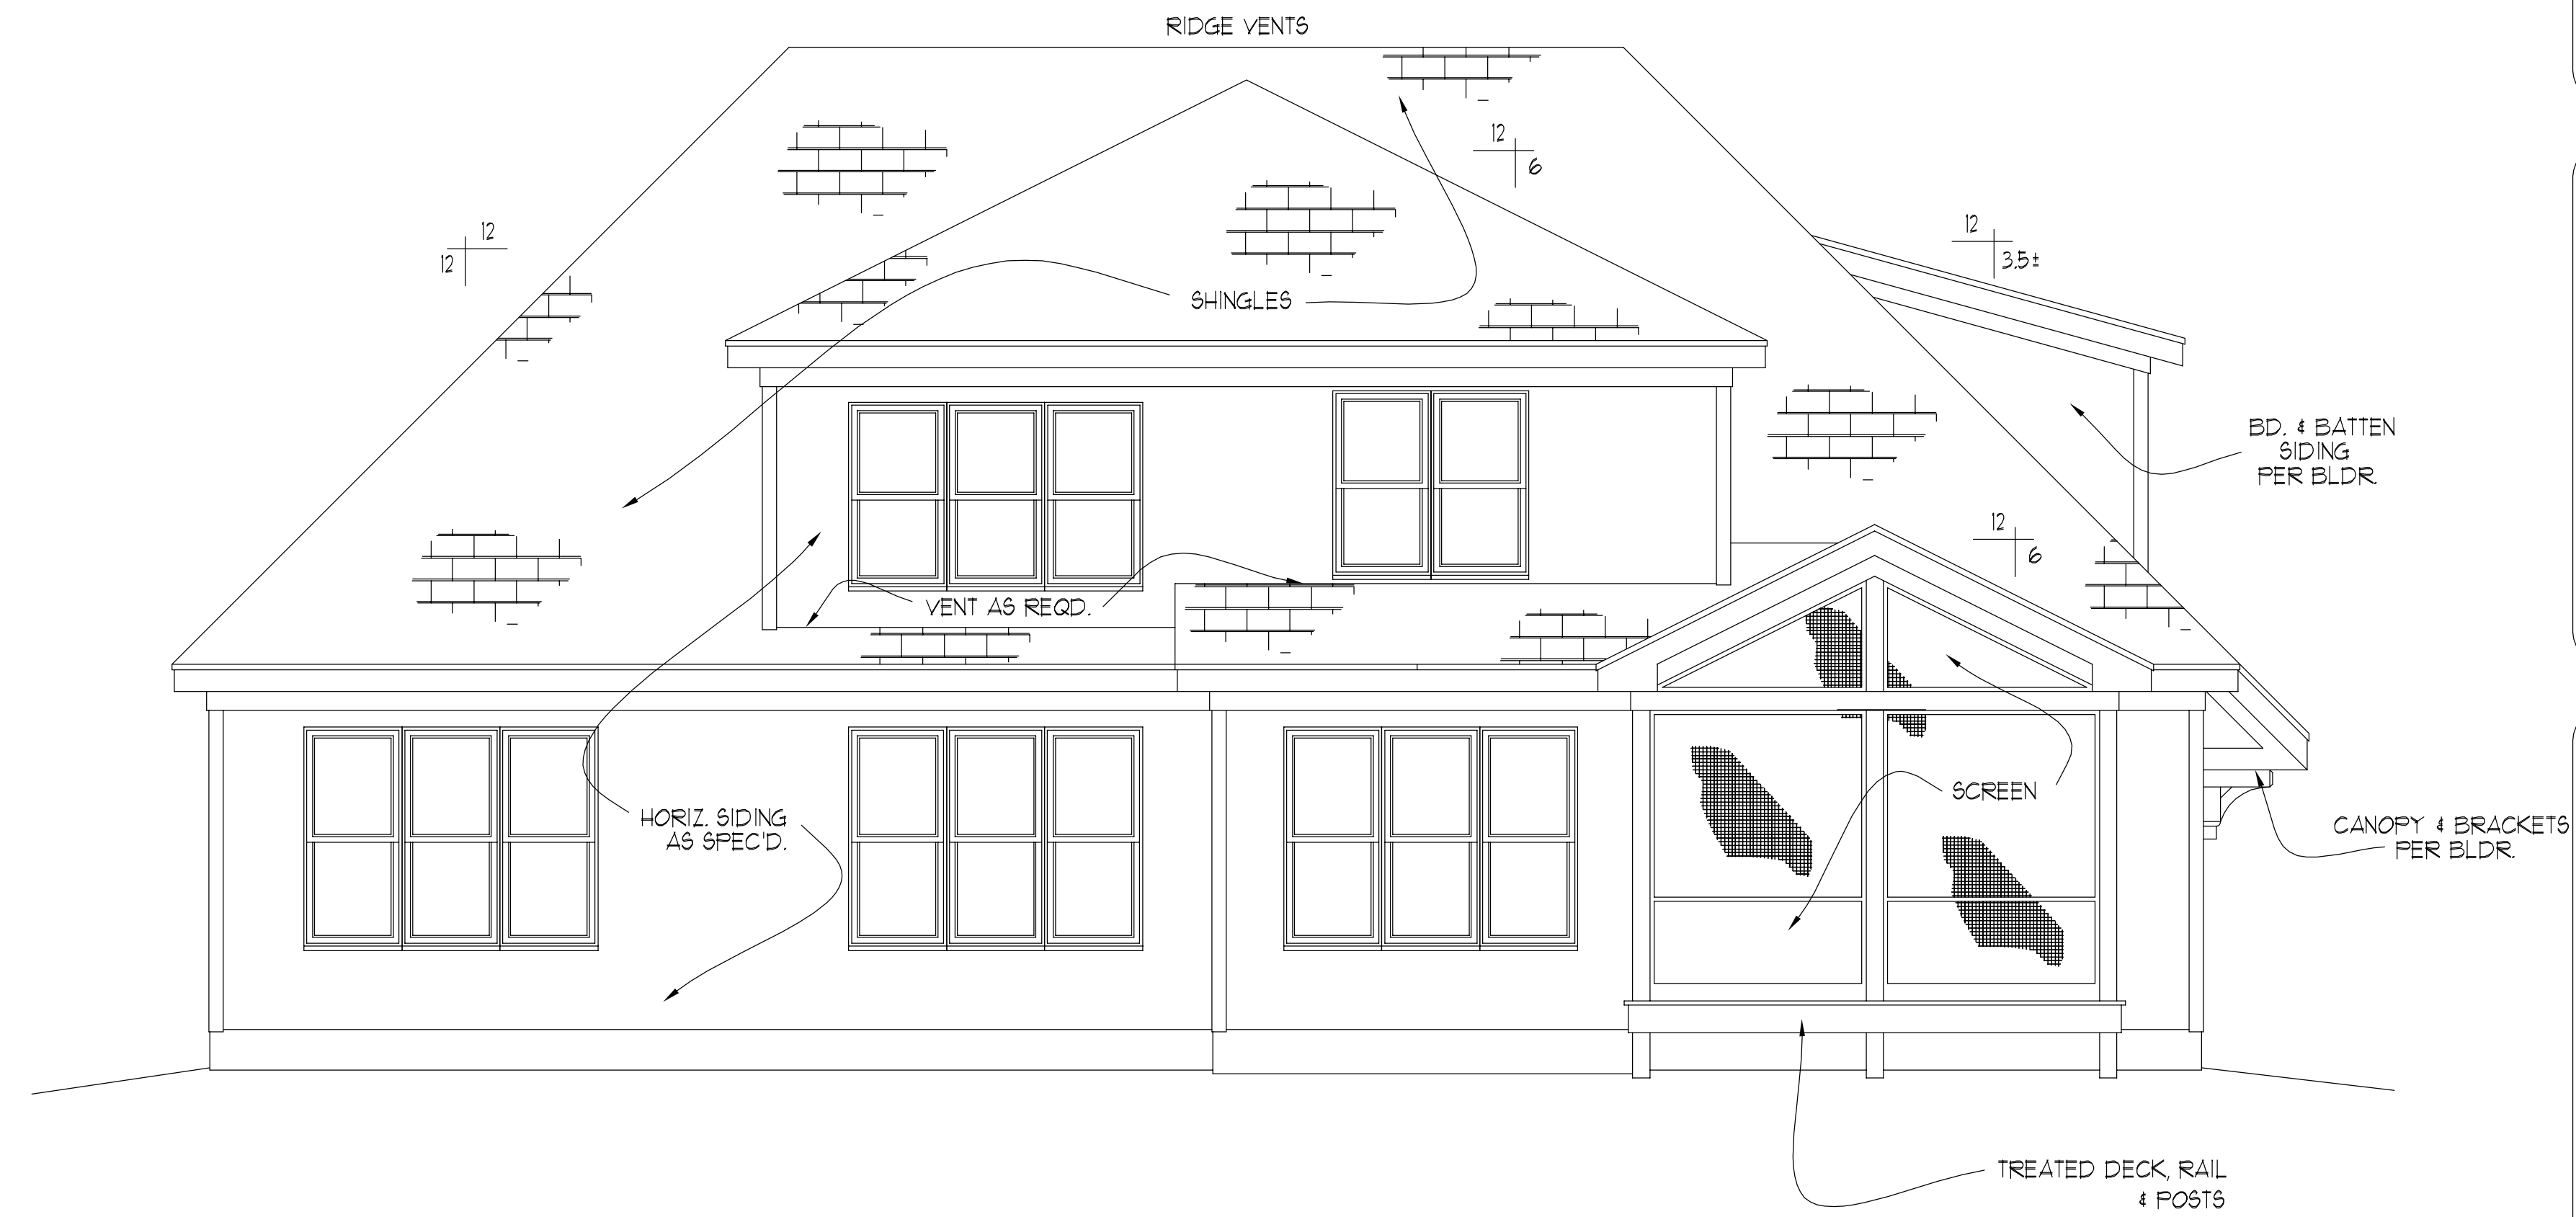 RIDGE VENTS
12
6
12
12
12
3.5±
SHINGLES
BD. & BATTEN
SIDING
PER BLDR.
12
6
VENT AS REQD.
SCREEN
HORIZ. SIDING
AS SPEC'D.
CANOPY & BRACKETS
PER BLDR.
TREATED DECK, RAIL
& POSTS